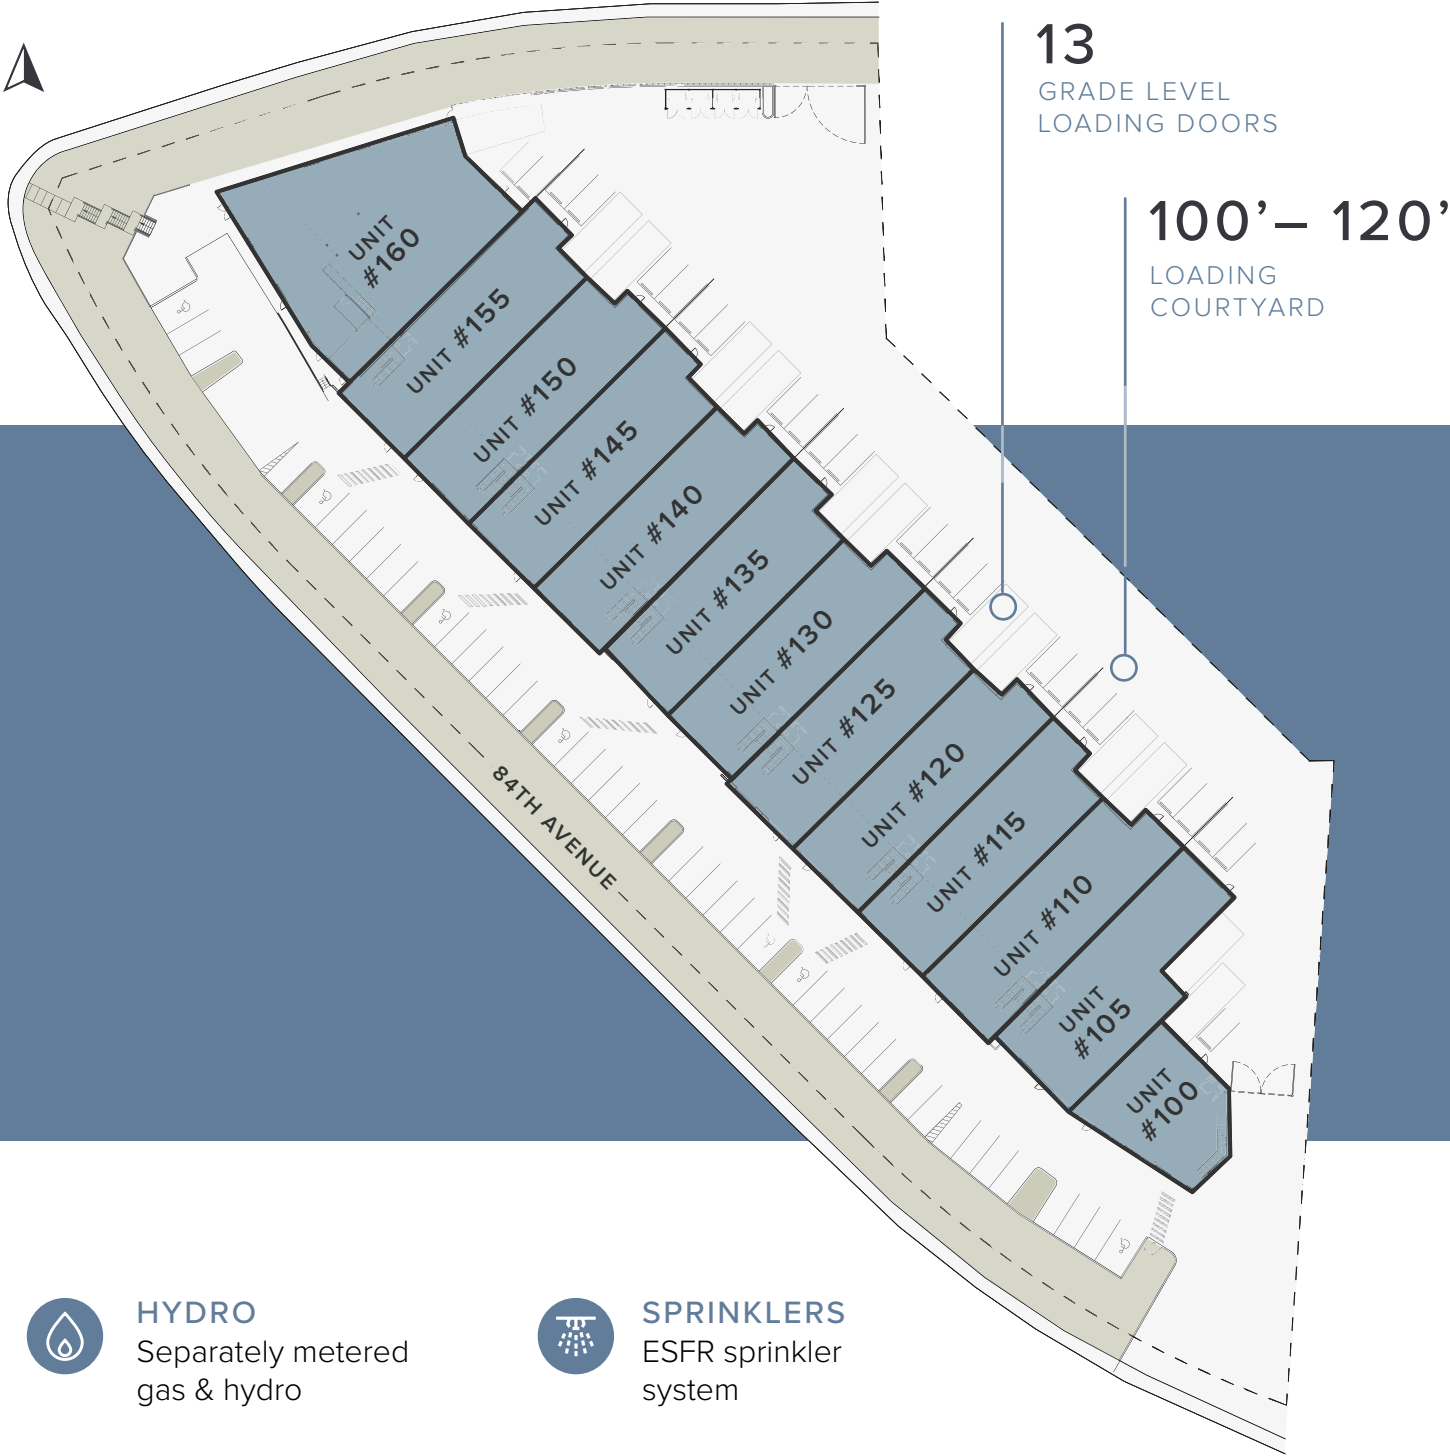 13
GRADE LEVEL
LOADING DOORS
100’– 120’
LOADING
COURTYARD
UNIT
#160
UNIT #155
UNIT #150
UNIT #145
UNIT #140
UNIT #135
UNIT #130
UNIT #125
UNIT #120
UNIT #115
UNIT #110
UNIT
#105
UNIT
#100
84TH AVENUE
HYDRO
Separately metered
gas & hydro
SPRINKLERS
ESFR sprinkler
system